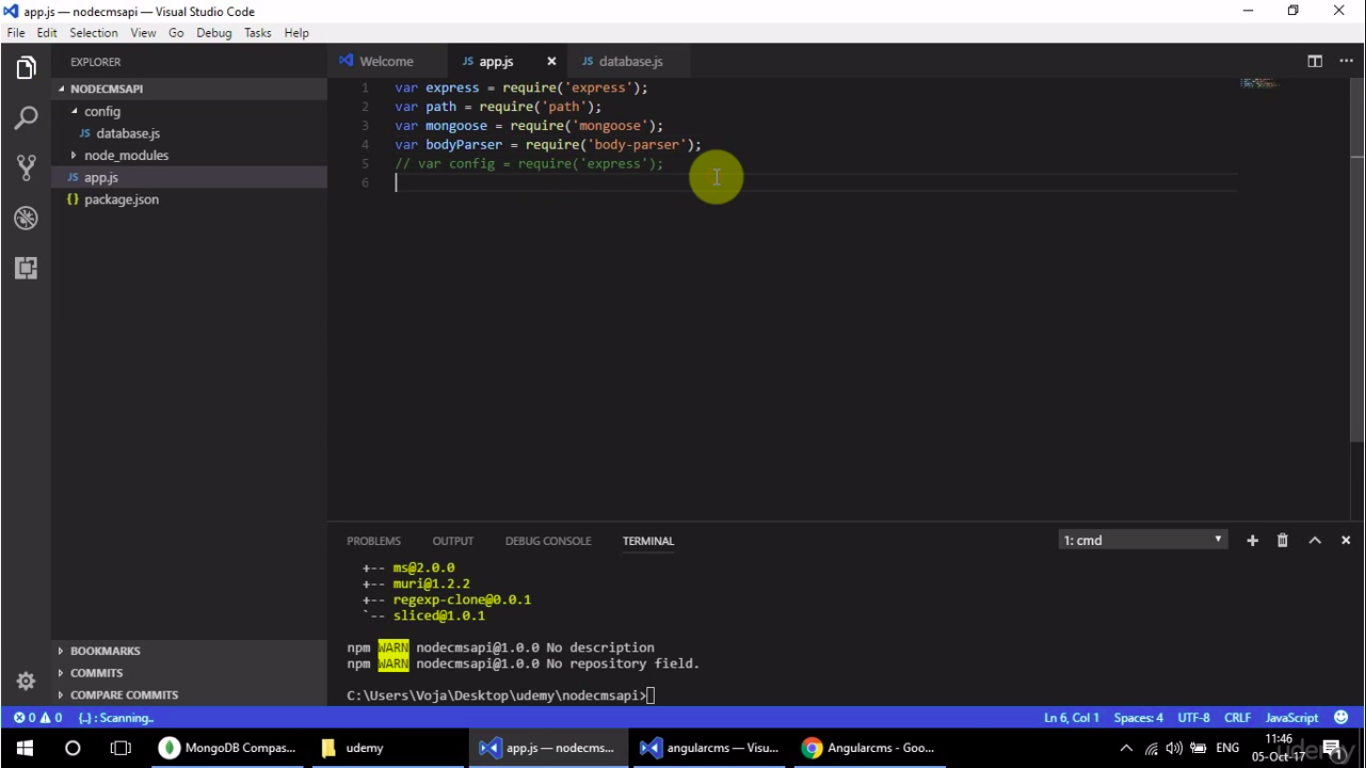 app.js — nodecmsapi — Visual Studio Code
File Edit Selection View Go Debug Tasks Help
EXPLORER
NODECMSAPI
config
JS database.js
node_modules
JS app.js
{} package.json
BOOKMARKS
COMMITS
COMPARE COMMITS
Welcome JS app.js JS database.js
1 var express = require('express');
2 var path = require('path');
3 var mongoose = require('mongoose');
4 var bodyParser = require('body-parser');
5 // var config = require('express');
6
PROBLEMS OUTPUT DEBUG CONSOLE TERMINAL 1: cmd
+-- ms@2.0.0
+-- muri@1.2.2
+-- regexp-clone@0.0.1
`-- sliced@1.0.1
npm WARN nodecmsapi@1.0.0 No description
npm WARN nodecmsapi@1.0.0 No repository field.
C:\Users\Voja\Desktop\udemy\nodecmsapi>
0 0 {..} : Scanning.. Ln 6, Col 1 Spaces: 4 UTF-8 CRLF JavaScript
MongoDB Compas... udemy app.js — nodecms... angularcms — Visu... Angularcms - Goo... ENG 11:46
05-Oct-17 1
udemy